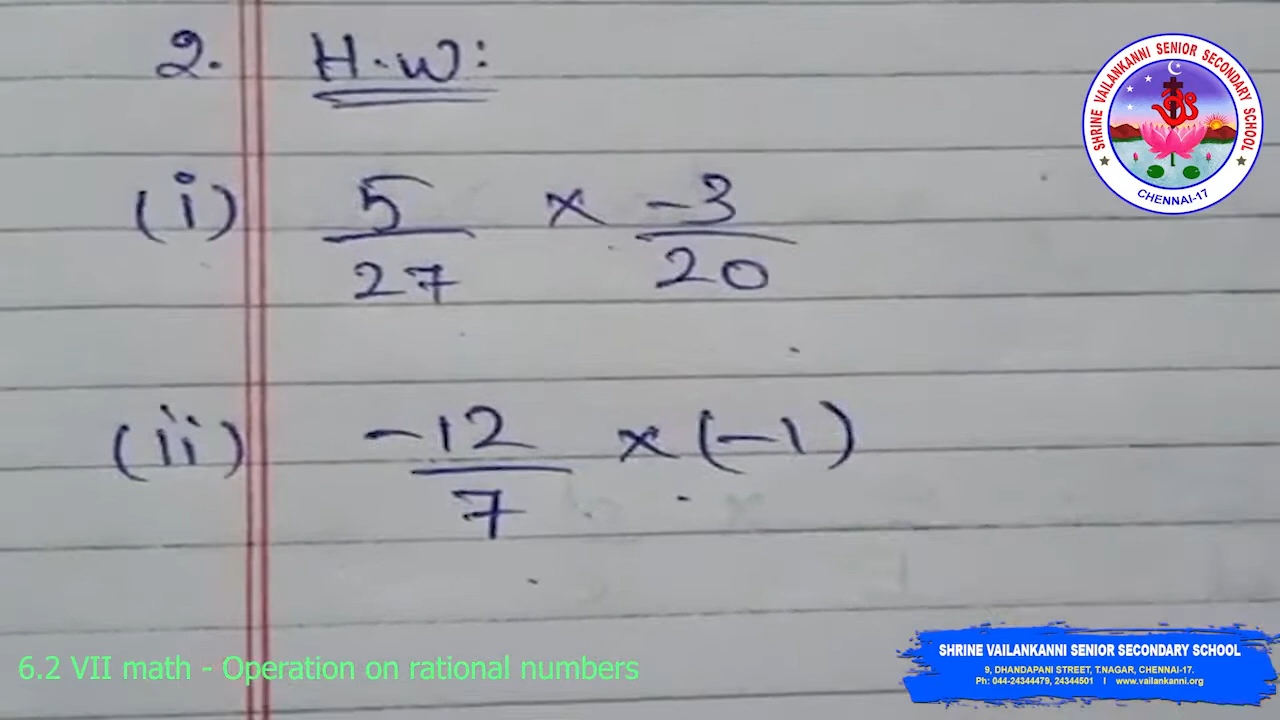 2. H.W:
(i) 5/27 × -3/20
(ii) -12/7 × (-1)
SHRINE VAILANKANNI SENIOR SECONDARY SCHOOL
CHENNAI-17
6.2 VII math - Operation on rational numbers
SHRINE VAILANKANNI SENIOR SECONDARY SCHOOL
9, DHANDAPANI STREET, T.NAGAR, CHENNAI-17.
Ph: 044-24344479, 24344501 I www.vailankanni.org